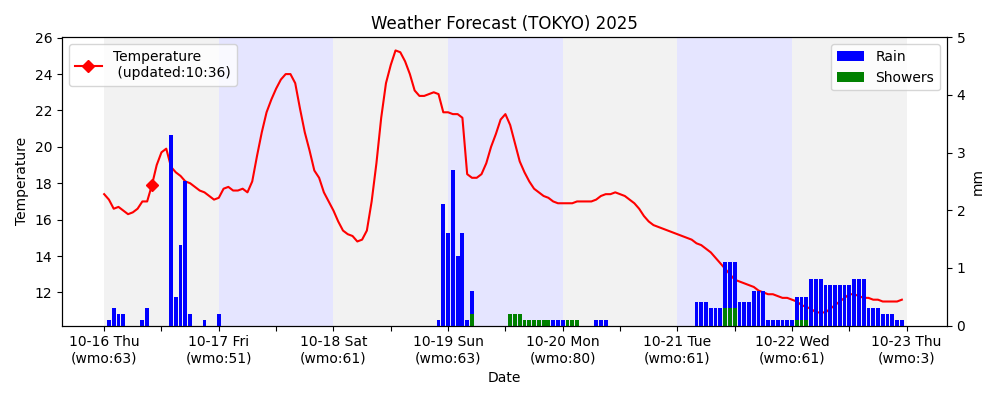 Weather Forecast (TOKYO) 2025
Temperature
(updated:10:36)
Rain
Showers
Temperature
26
24
22
20
18
16
14
12
5
4
3
2
1
0
mm
10-16 Thu
(wmo:63)
10-17 Fri
(wmo:51)
10-18 Sat
(wmo:61)
10-19 Sun
(wmo:63)
10-20 Mon
(wmo:80)
10-21 Tue
(wmo:61)
10-22 Wed
(wmo:61)
10-23 Thu
(wmo:3)
Date